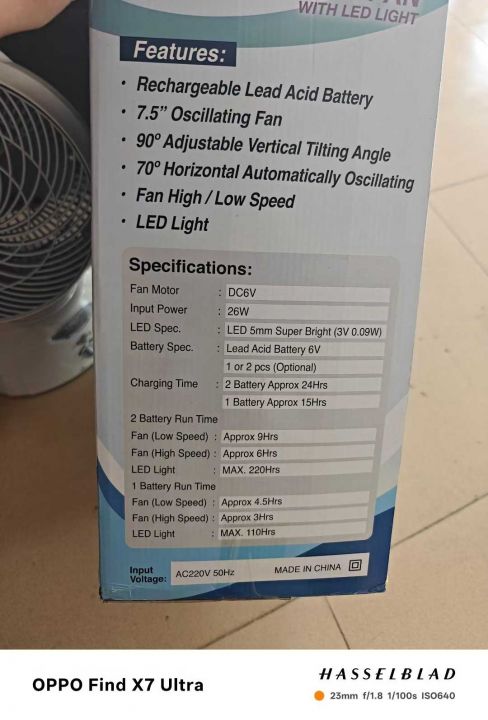 WITH LED LIGHT
Features:
• Rechargeable Lead Acid Battery
• 7.5” Oscillating Fan
• 90º Adjustable Vertical Tilting Angle
• 70º Horizontal Automatically Oscillating
• Fan High / Low Speed
• LED Light
Specifications:
Fan Motor : DC6V
Input Power : 26W
LED Spec. : LED 5mm Super Bright (3V 0.09W)
Battery Spec. : Lead Acid Battery 6V
1 or 2 pcs (Optional)
Charging Time : 2 Battery Approx 24Hrs
1 Battery Approx 15Hrs
2 Battery Run Time
Fan (Low Speed) : Approx 9Hrs
Fan (High Speed) : Approx 6Hrs
LED Light : MAX. 220Hrs
1 Battery Run Time
Fan (Low Speed) : Approx 4.5Hrs
Fan (High Speed) : Approx 3Hrs
LED Light : MAX. 110Hrs
Input Voltage: AC220V 50Hz MADE IN CHINA
OPPO Find X7 Ultra
HASSELBLAD
23mm f/1.8 1/100s ISO640